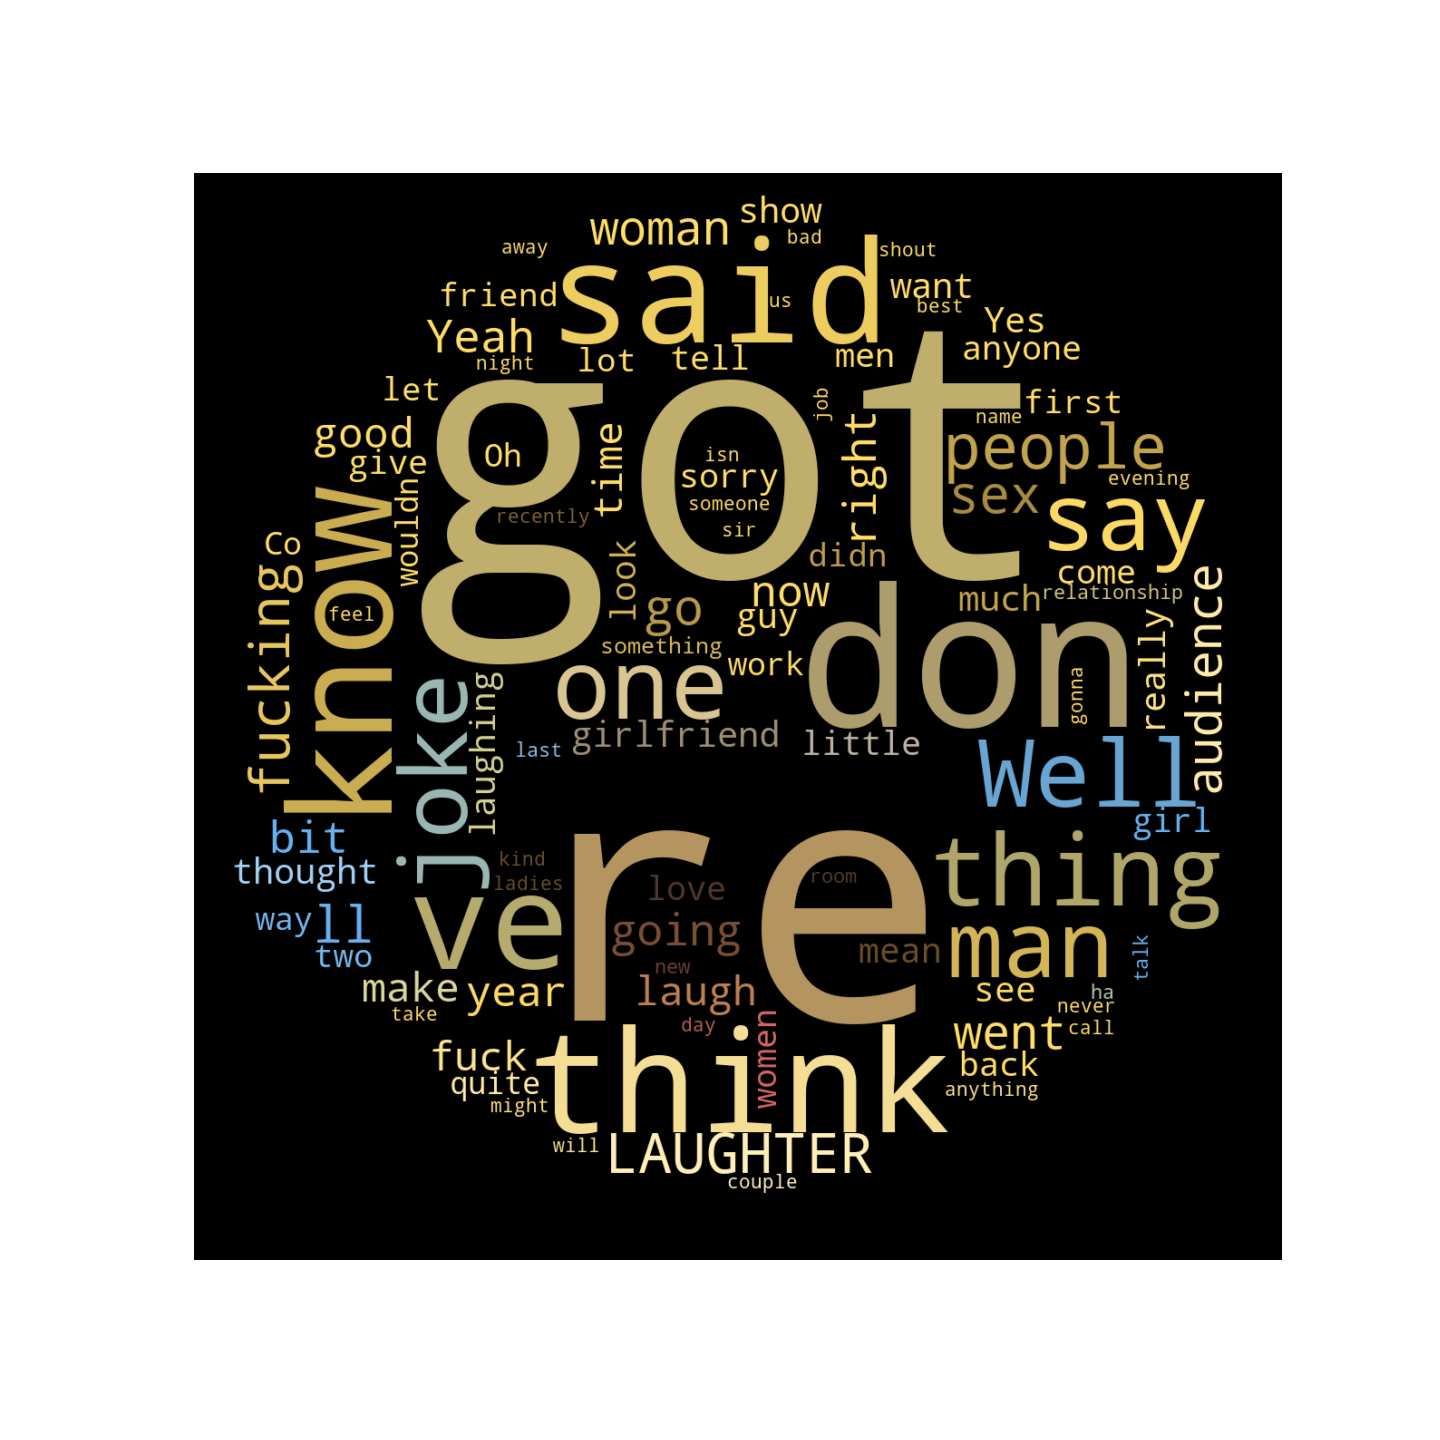 show
woman
bad
away
said
shout
friend
us
want
best
Yeah
Yes
anyone
night
lot
tell
men
got
let
job
name
first
good
time
right
people
Oh
isn
give
sorry
evening
sex
say
someone
recently
sir
know
wouldn
Co
look
didn
come
fucking
now
don
much
relationship
audience
feel
go
guy
really
something
one
work
gonna
joke
laughing
last
girlfriend
little
Well
bit
girl
thought
kind
ladies
re
love
room
thing
way
ll
ve
going
mean
man
talk
two
new
make
year
laugh
see
ha
take
day
never
women
went
call
fuck
think
back
quite
anything
might
will
LAUGHTER
couple